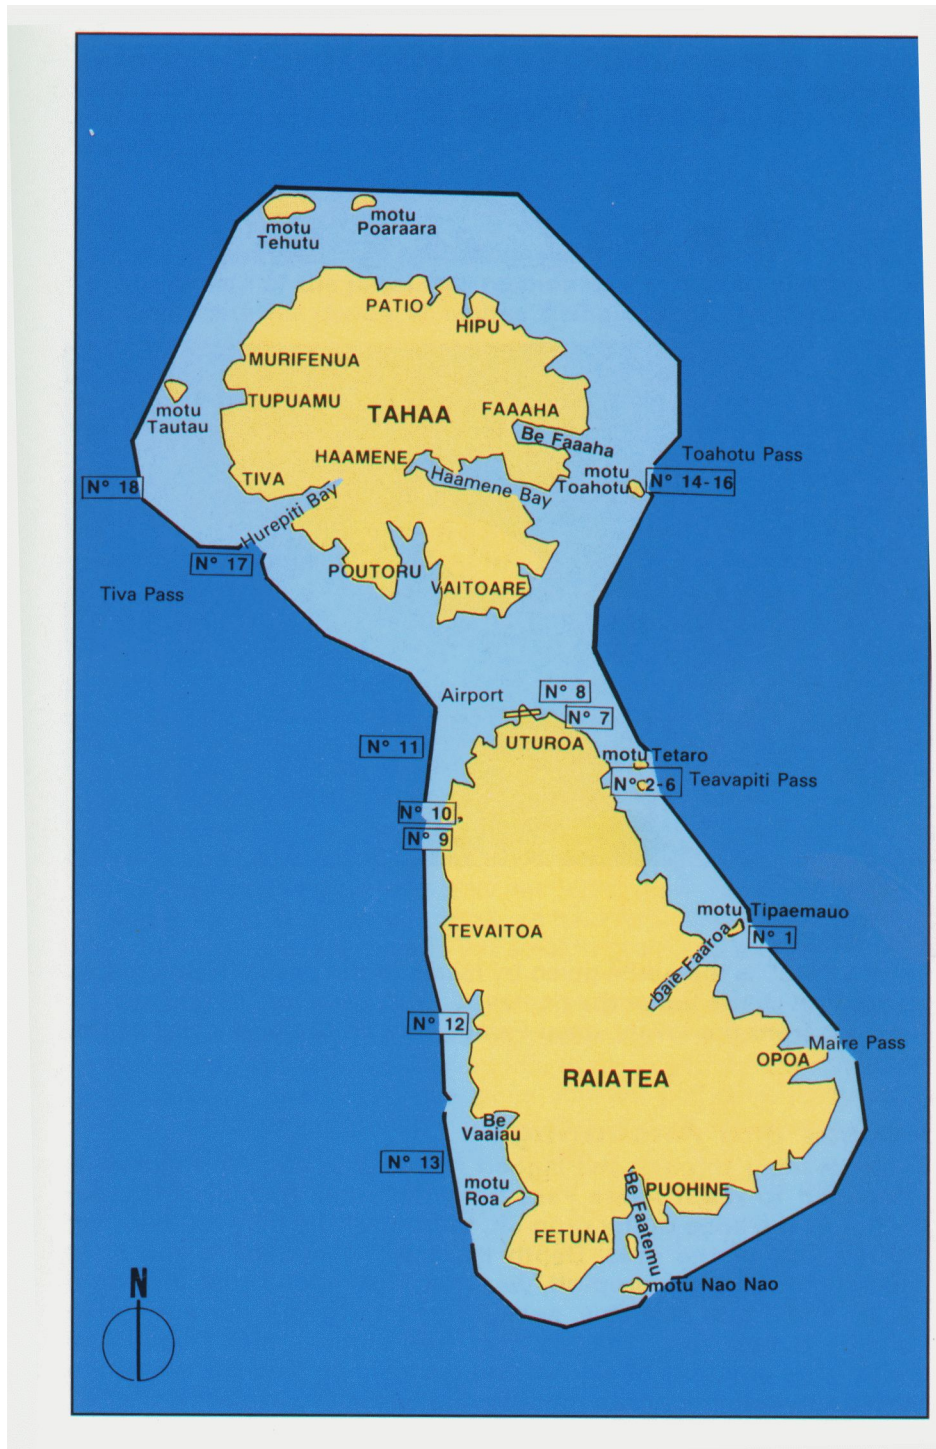 motu
Tehutu
motu
Poaraara
PATIO
HIPU
MURIFENUA
TUPUAMU
TAHAA
FAAAHA
motu
Tautau
Be Faaaha
HAAMENE
Toahotu Pass
TIVA
Haamene Bay
motu
Toahotu
N° 14-16
N° 18
Hurepiti Bay
N° 17
POUTORU
VAITOARE
Tiva Pass
Airport
N° 8
N° 7
UTUROA
N° 11
motu Tetaro
N° 2-6
Teavapiti Pass
N° 10
N° 9
motu Tipaemauo
TEVAITOA
N° 1
baie Faaroa
N° 12
Maire Pass
OPOA
RAIATEA
Be
Vaaiau
N° 13
motu
Roa
Be Faatemu
PUOHINE
FETUNA
motu Nao Nao
N